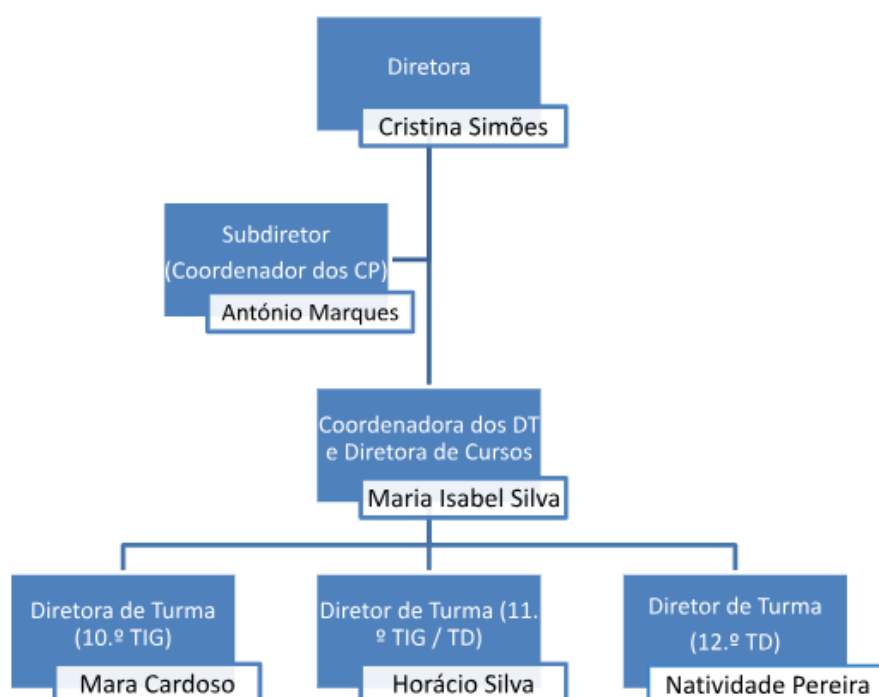 Diretora
Cristina Simões
Subdiretor
(Coordenador dos CP)
António Marques
Coordenadora dos DT
e Diretora de Cursos
Maria Isabel Silva
Diretora de Turma
(10.º TIG)
Mara Cardoso
Diretor de Turma (11.
º TIG / TD)
Horácio Silva
Diretor de Turma
(12.º TD)
Natividade Pereira